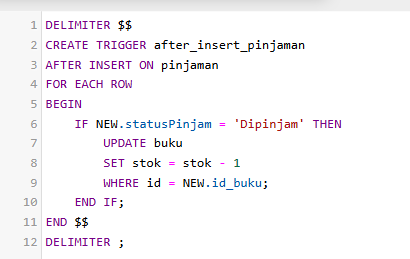 1 DELIMITER $$
2 CREATE TRIGGER after_insert_pinjaman
3 AFTER INSERT ON pinjaman
4 FOR EACH ROW
5 BEGIN
6     IF NEW.statusPinjam = 'Dipinjam' THEN
7         UPDATE buku
8         SET stok = stok - 1
9         WHERE id = NEW.id_buku;
10     END IF;
11 END $$
12 DELIMITER ;